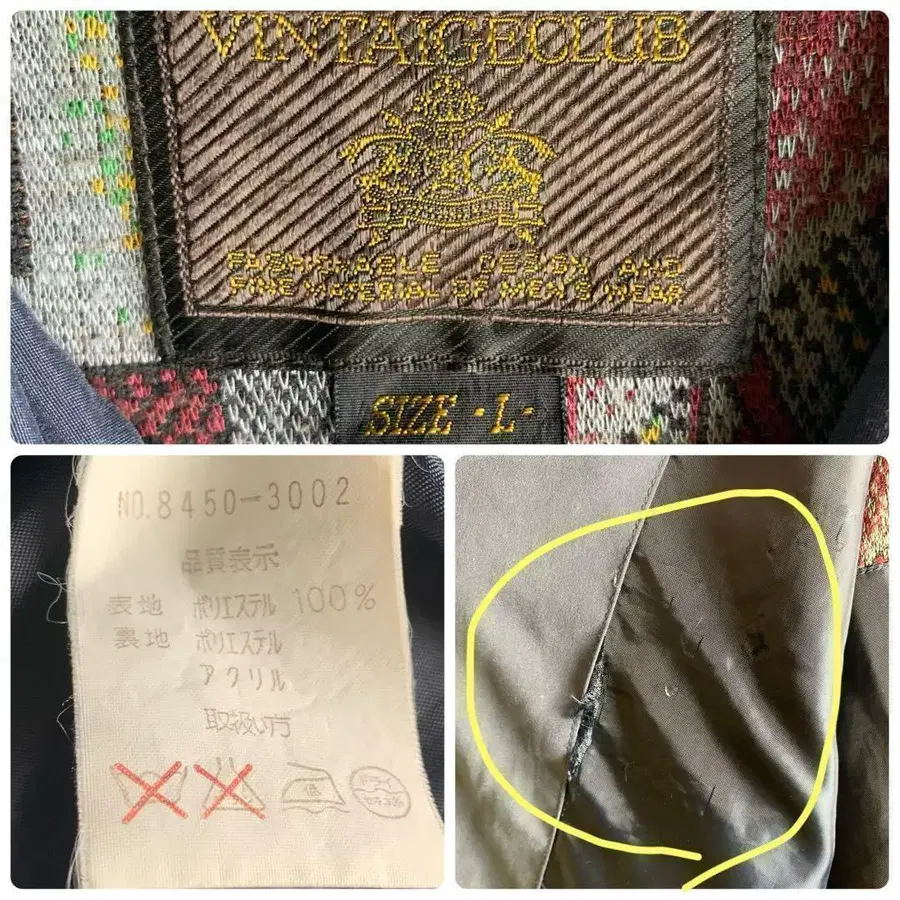 VINTAIGECLUB
FASHIONABLE DESIGN AND
FINE MATERIAL OF MEN'S WEAR
SIZE -L-
NO.8450-3002
品質表示
表地 ポリエステル 100%
裏地 ポリエステル
アクリル
取扱い方
低